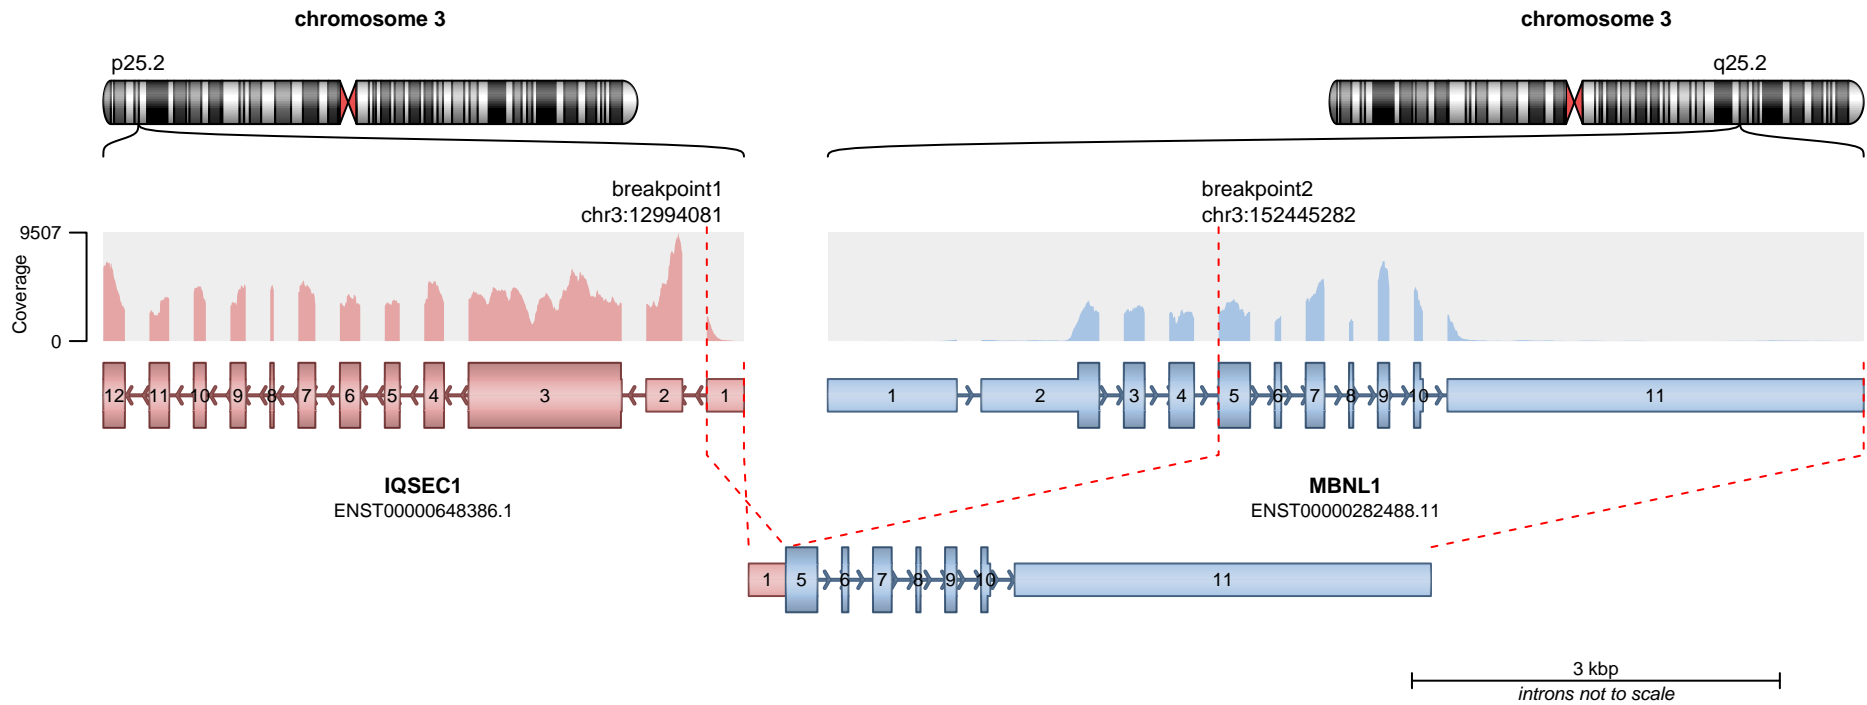 chromosome 3
chromosome 3
p25.2
q25.2
breakpoint1
chr3:12994081
breakpoint2
chr3:152445282
9507
Coverage
0
12 11 10 9 8 7 6 5 4 3 2 1
1 2 3 4 5 6 7 8 9 10 11
IQSEC1
ENST00000648386.1
MBNL1
ENST00000282488.11
1 5 6 7 8 9 10 11
3 kbp
introns not to scale